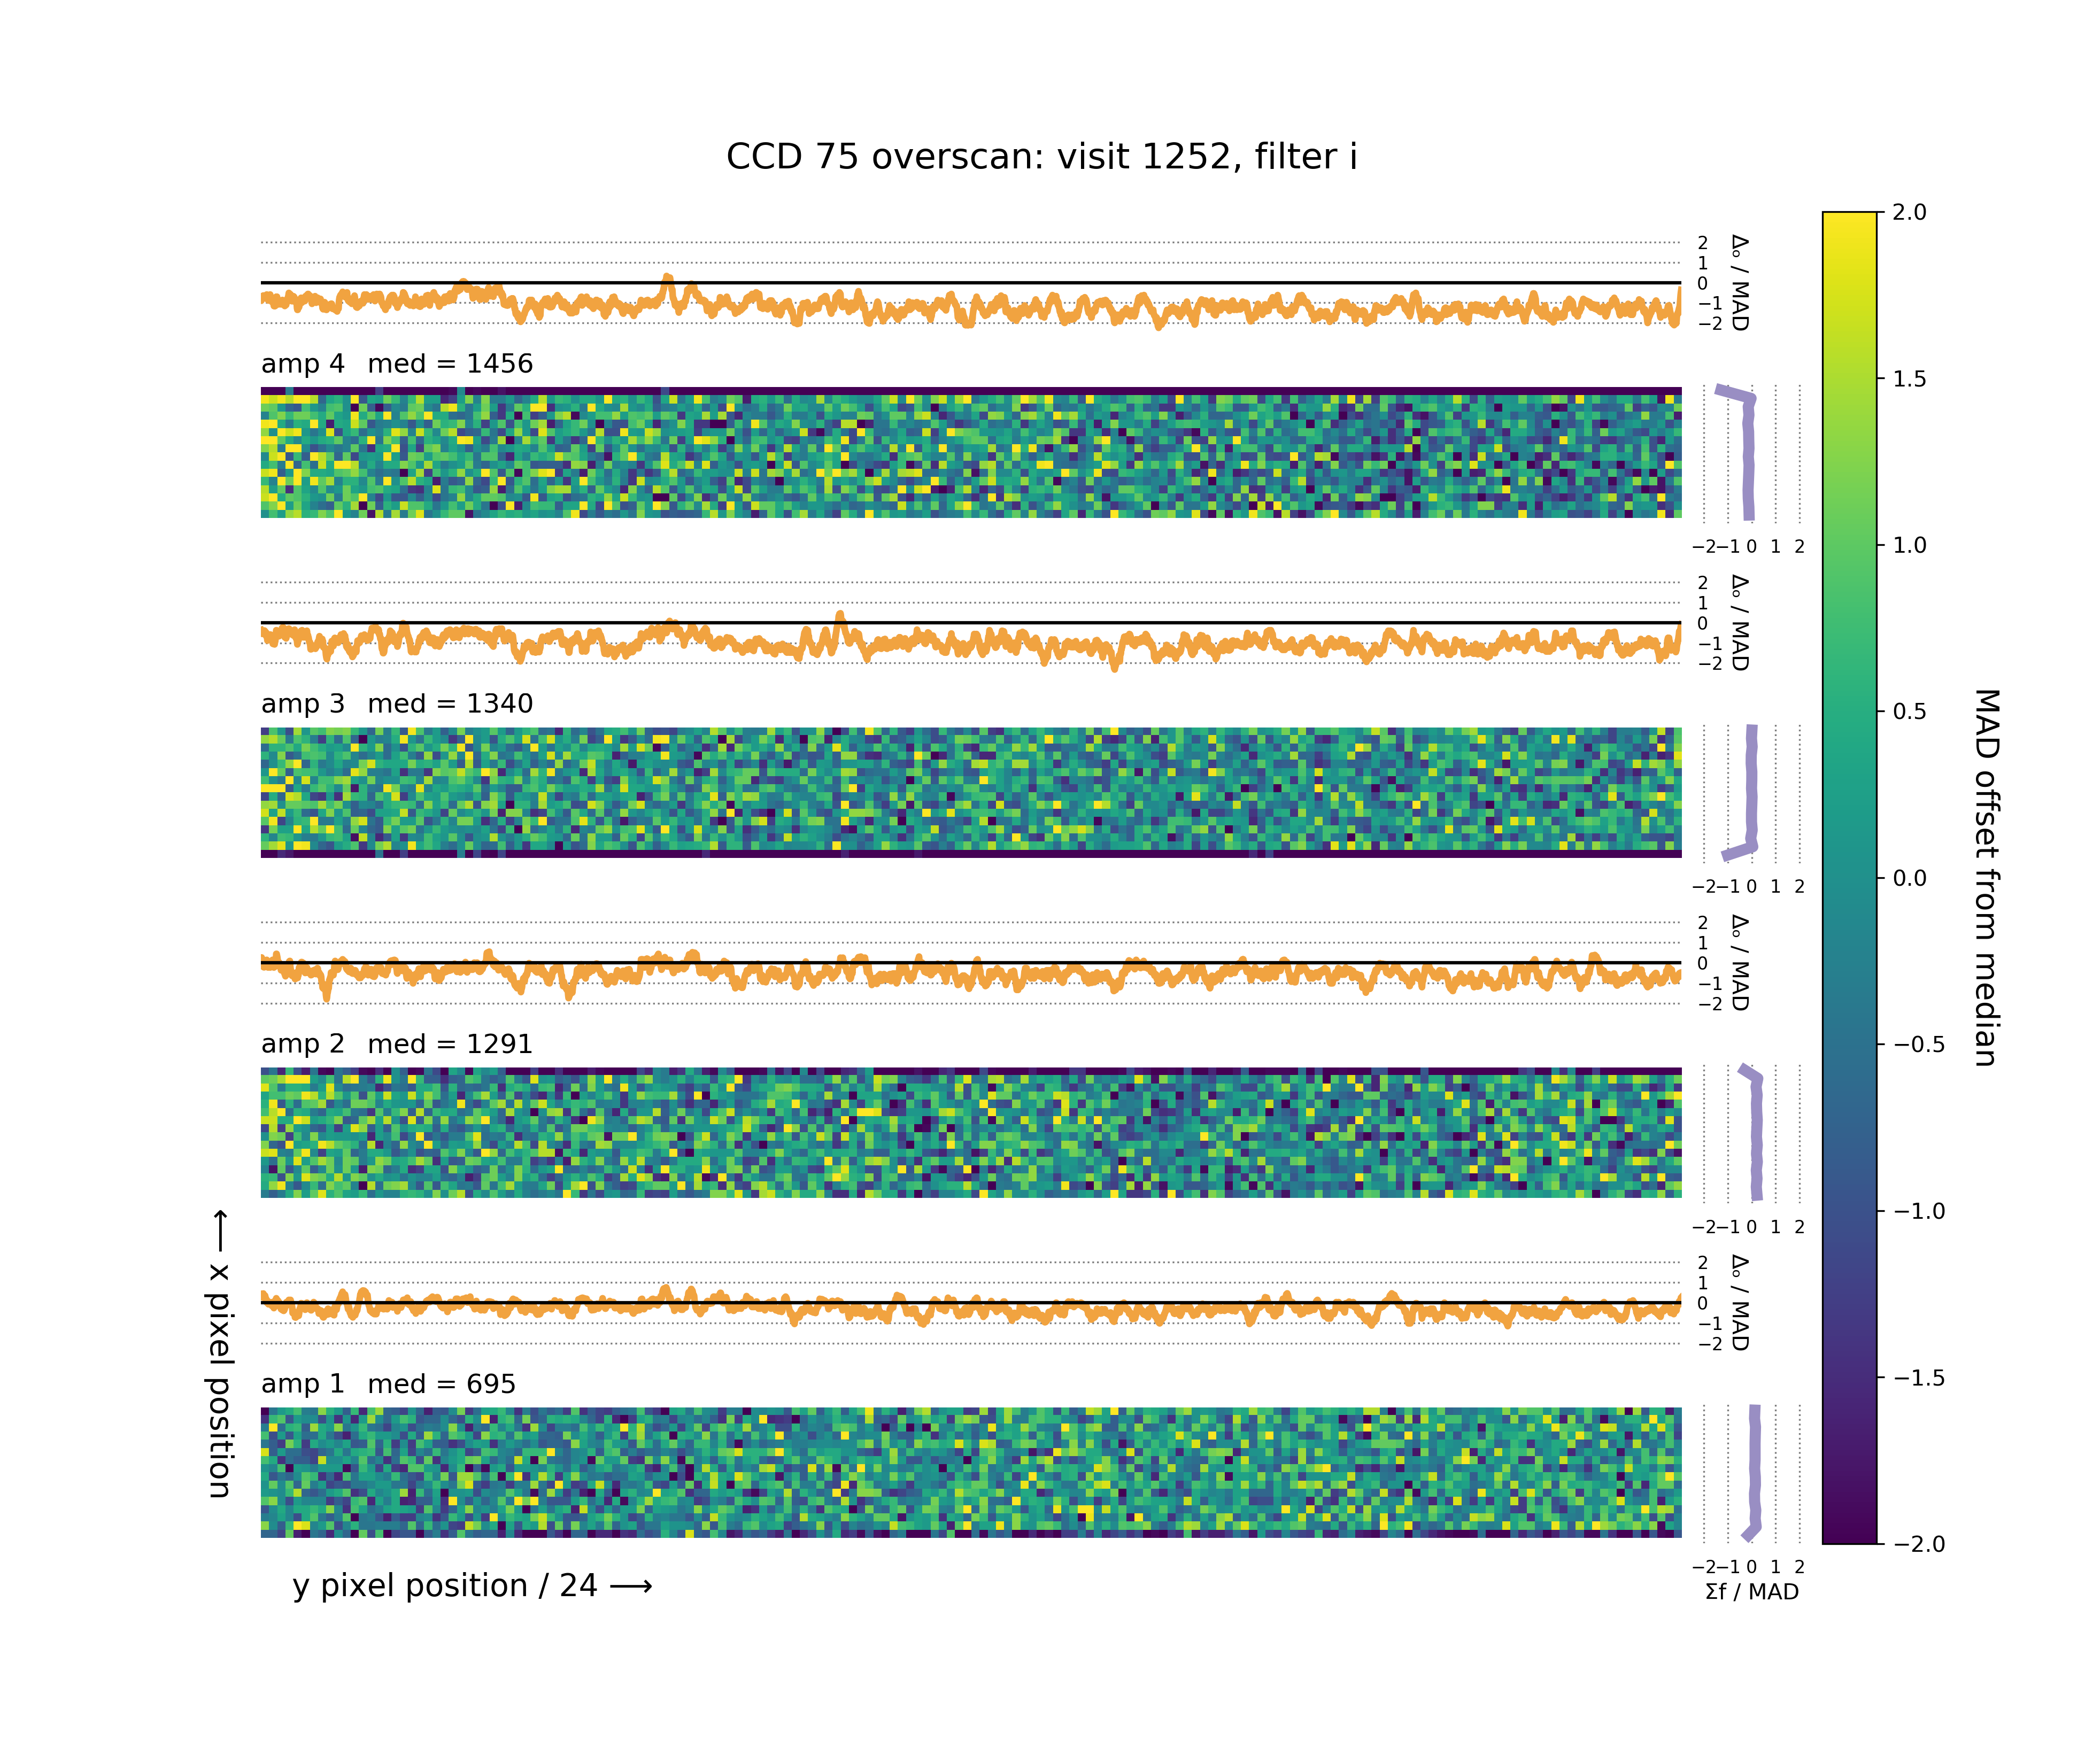 CCD 75 overscan: visit 1252, filter i
2
1
0
−1
−2
Δₒ / MAD
amp 4 med = 1456
−2 −1 0 1 2
2
1
0
−1
−2
Δₒ / MAD
amp 3 med = 1340
−2 −1 0 1 2
2
1
0
−1
−2
Δₒ / MAD
amp 2 med = 1291
−2 −1 0 1 2
2
1
0
−1
−2
Δₒ / MAD
amp 1 med = 695
−2 −1 0 1 2
Σf / MAD
⟵ x pixel position
y pixel position / 24 ⟶
2.0
1.5
1.0
0.5
0.0
−0.5
−1.0
−1.5
−2.0
MAD offset from median